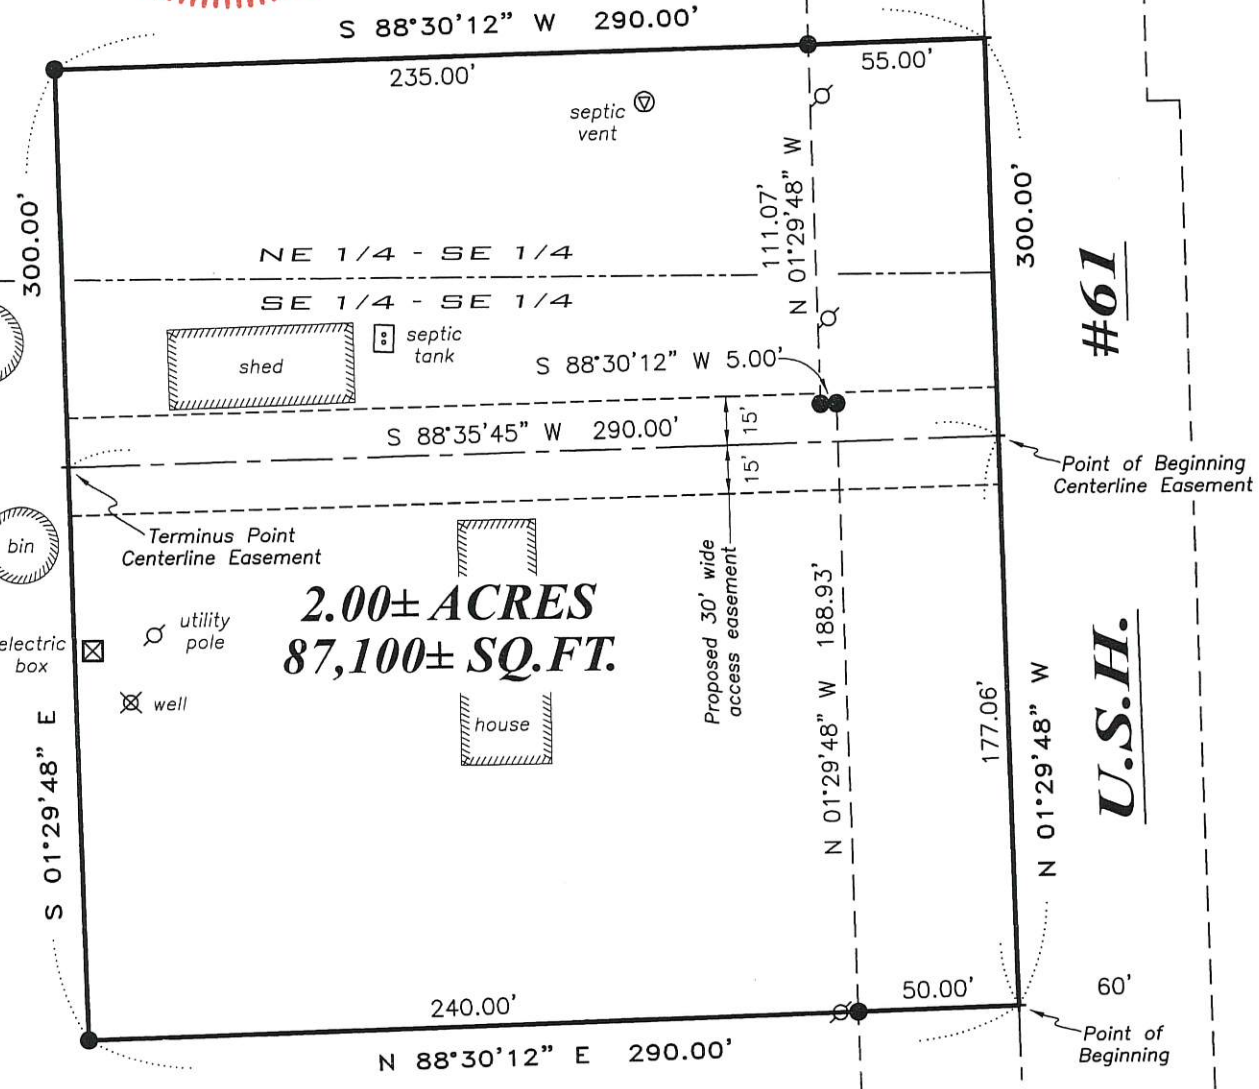 S 88°30'12" W 290.00'
235.00'
55.00'
septic
vent
300.00'
111.07'
N 01°29'48" W
300.00'
NE 1/4 - SE 1/4
SE 1/4 - SE 1/4
#61
shed
septic
tank
S 88°30'12" W 5.00'
15'
S 88°35'45" W 290.00'
15'
Point of Beginning
Centerline Easement
Terminus Point
Centerline Easement
bin
2.00± ACRES
87,100± SQ.FT.
utility
pole
electric
box
well
house
Proposed 30' wide
access easement
N 01°29'48" W 188.93'
177.06'
N 01°29'48" W
U.S.H.
S 01°29'48" E
240.00'
50.00'
60'
N 88°30'12" E 290.00'
Point of
Beginning